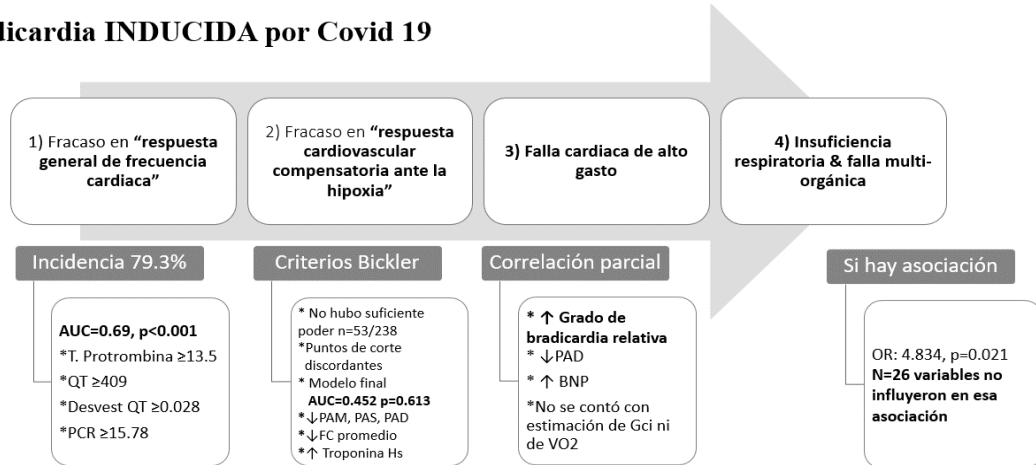 dicardia INDUCIDA por Covid 19
1) Fracaso en “respuesta
general de frecuencia
cardiaca”
2) Fracaso en “respuesta
cardiovascular
compensatoria ante la
hipoxia”
3) Falla cardiaca de alto
gasto
4) Insuficiencia
respiratoria & falla multi-
orgánica
Incidencia 79.3%
AUC=0.69, p<0.001
*T. Protrombina ≥13.5
*QT ≥409
*Desvest QT ≥0.028
*PCR ≥15.78
Criterios Bickler
* No hubo suficiente
poder n=53/238
*Puntos de corte
discordantes
* Modelo final
AUC=0.452 p=0.613
*↓PAM, PAS, PAD
*↓FC promedio
*↑ Troponina Hs
Correlación parcial
* ↑ Grado de
bradicardia relativa
* ↓PAD
* ↑ BNP
*No se contó con
estimación de Gci ni
de VO2
Si hay asociación
OR: 4.834, p=0.021
N=26 variables no
influyeron en esa
asociación